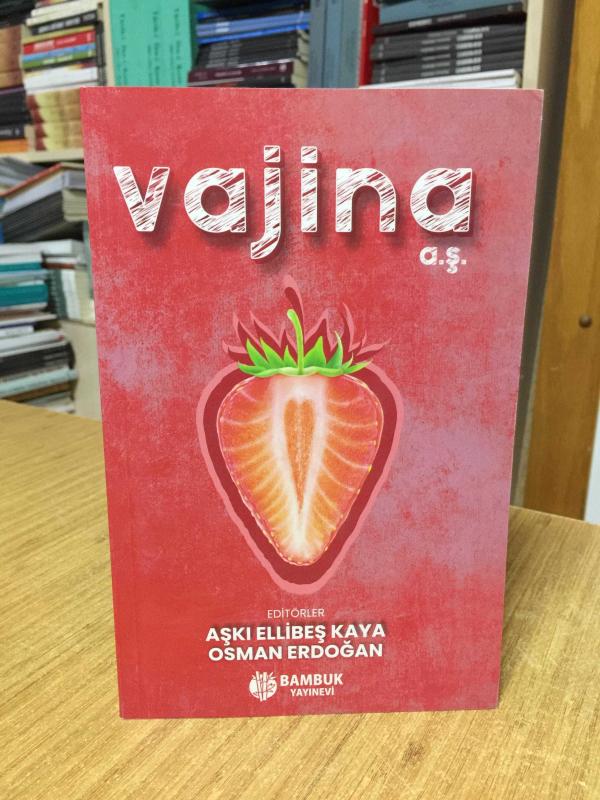 vajina
a.ş.
EDİTÖRLER
AŞKI ELLİBEŞ KAYA
OSMAN ERDOĞAN
BAMBUK
YAYINEVİ